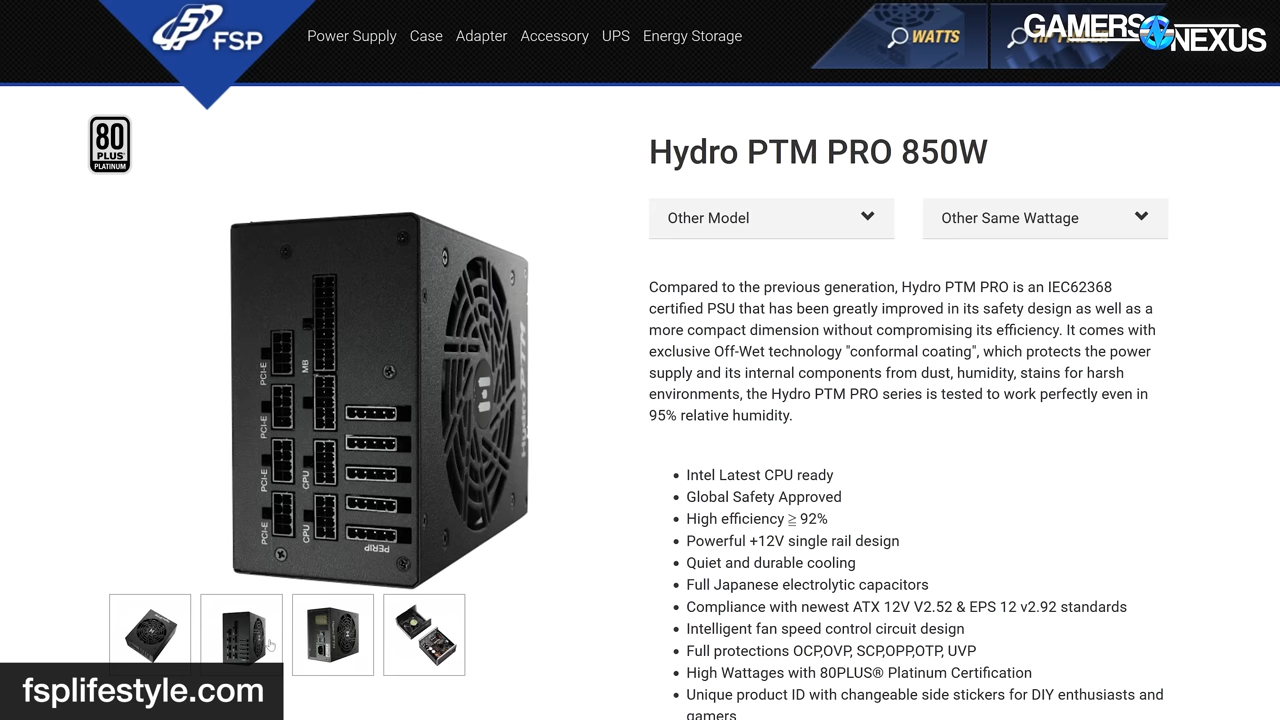 FSP
Power Supply Case Adapter Accessory UPS Energy Storage
WATTS
GAMERS NEXUS
80
PLUS
PLATINUM
Hydro PTM PRO 850W
Other Model
Other Same Wattage
Compared to the previous generation, Hydro PTM PRO is an IEC62368
certified PSU that has been greatly improved in its safety design as well as a
more compact dimension without compromising its efficiency. It comes with
exclusive Off-Wet technology "conformal coating", which protects the power
supply and its internal components from dust, humidity, stains for harsh
environments, the Hydro PTM PRO series is tested to work perfectly even in
95% relative humidity.
• Intel Latest CPU ready
• Global Safety Approved
• High efficiency ≧ 92%
• Powerful +12V single rail design
• Quiet and durable cooling
• Full Japanese electrolytic capacitors
• Compliance with newest ATX 12V V2.52 & EPS 12 v2.92 standards
• Intelligent fan speed control circuit design
• Full protections OCP,OVP, SCP,OPP,OTP, UVP
• High Wattages with 80PLUS® Platinum Certification
• Unique product ID with changeable side stickers for DIY enthusiasts and
gamers
PCI-E
PCI-E
PCI-E
PCI-E
MB
CPU
CPU
PERIP
Hydro PTM
fsplifestyle.com